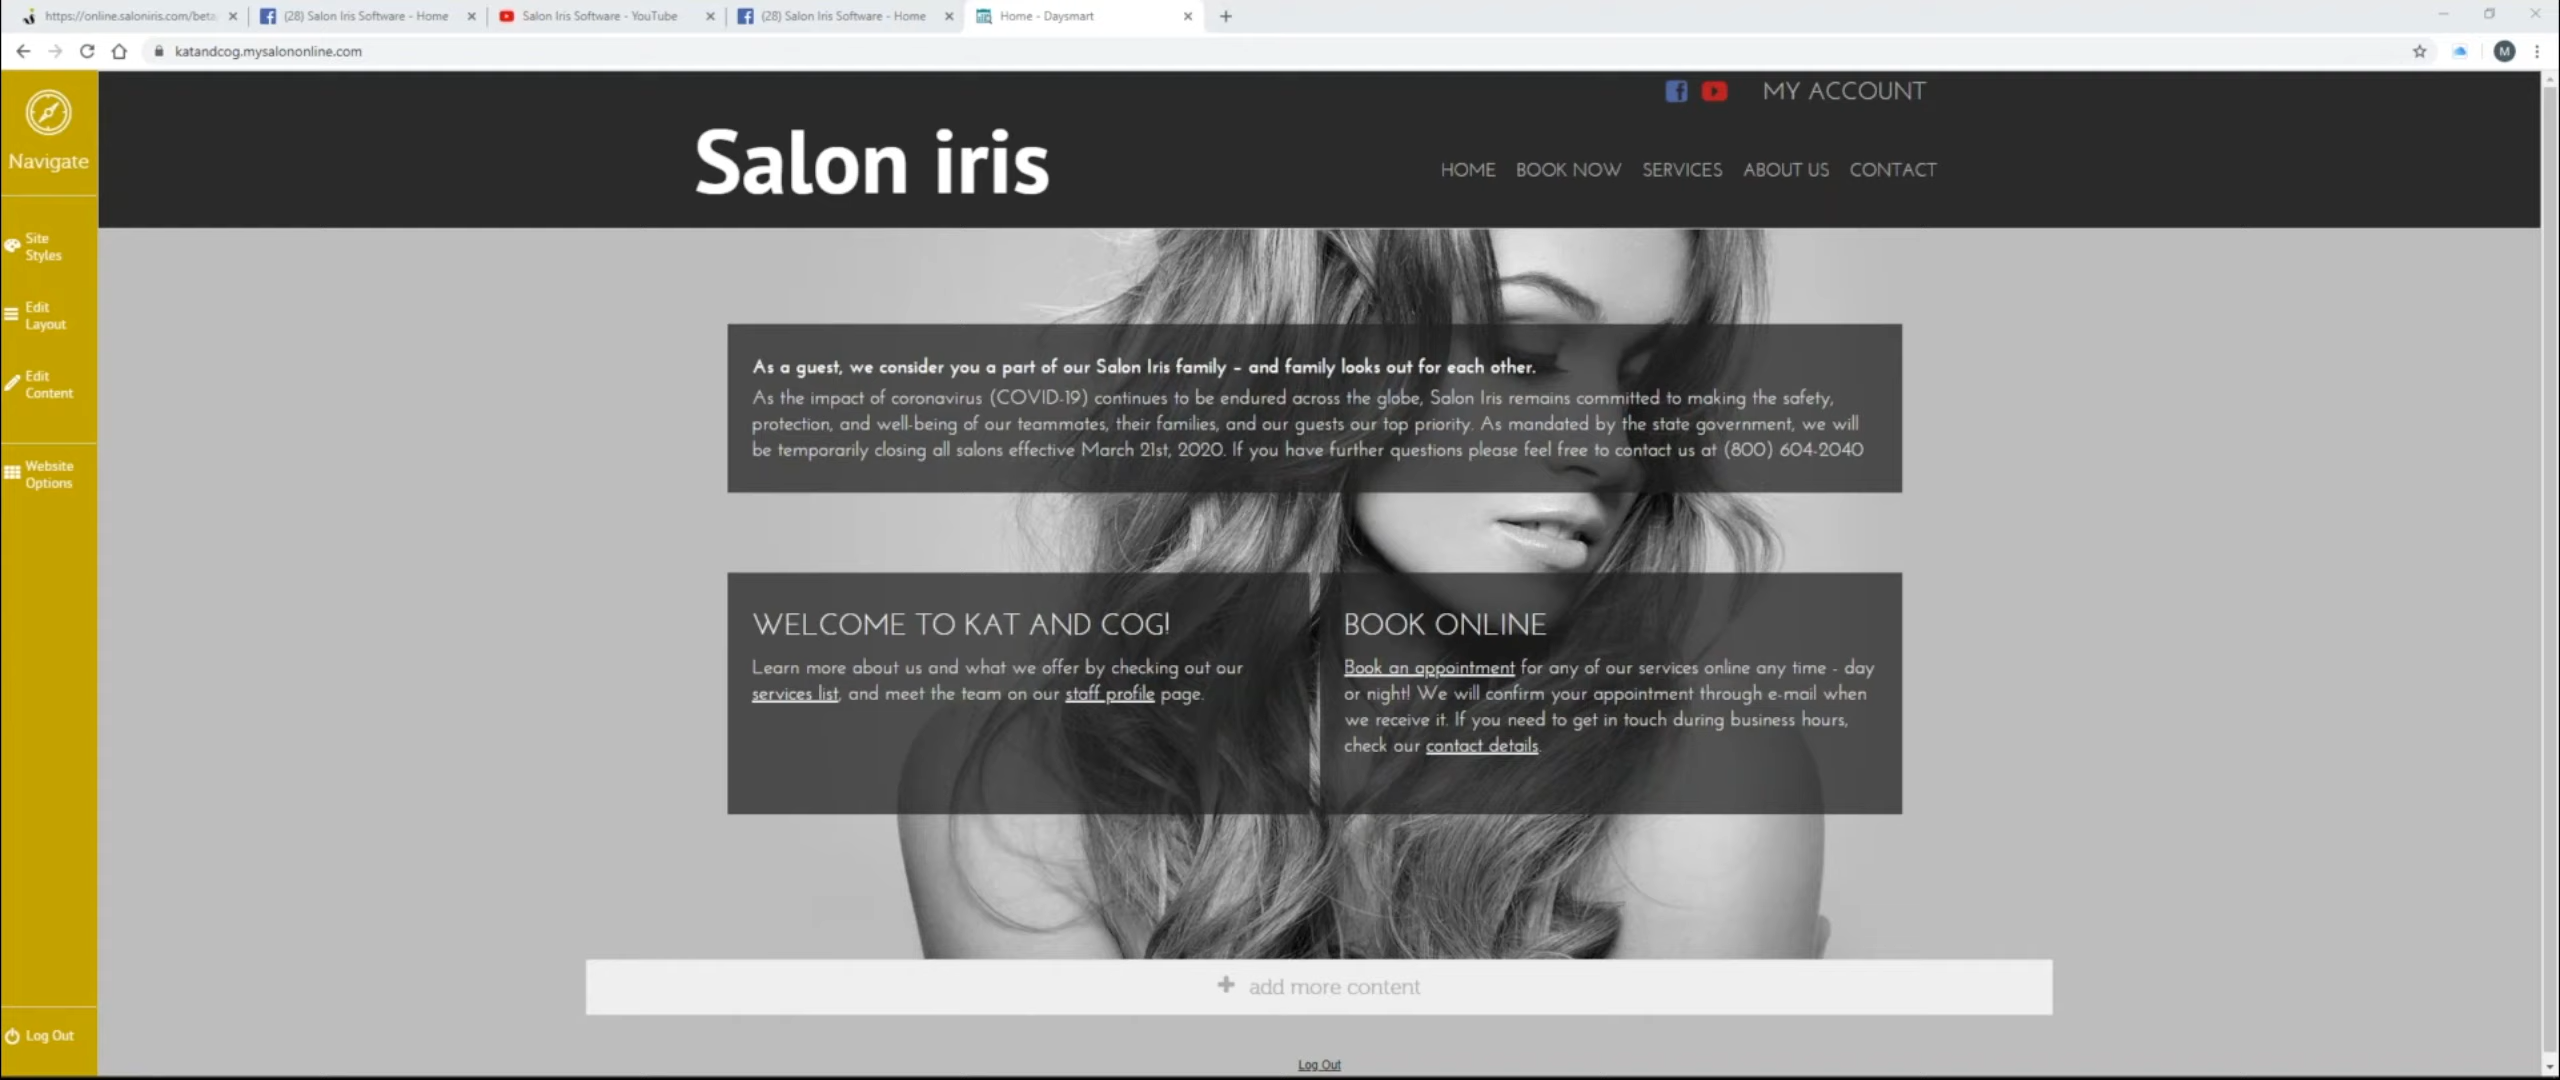 https://online.saloniris.com/beta
(28) Salon Iris Software - Home
Salon Iris Software - YouTube
(28) Salon Iris Software - Home
Home - Daysmart
katandcog.mysalononline.com
M
Navigate
Site
Styles
Edit
Layout
Edit
Content
Website
Options
Log Out
MY ACCOUNT
Salon iris
HOME BOOK NOW SERVICES ABOUT US CONTACT
As a guest, we consider you a part of our Salon Iris family – and family looks out for each other.
As the impact of coronavirus (COVID-19) continues to be endured across the globe, Salon Iris remains committed to making the safety,
protection, and well-being of our teammates, their families, and our guests our top priority. As mandated by the state government, we will
be temporarily closing all salons effective March 21st, 2020. If you have further questions please feel free to contact us at (800) 604-2040
WELCOME TO KAT AND COG!
Learn more about us and what we offer by checking out our
services list, and meet the team on our staff profile page.
BOOK ONLINE
Book an appointment for any of our services online any time - day
or night! We will confirm your appointment through e-mail when
we receive it. If you need to get in touch during business hours,
check our contact details.
add more content
Log Out